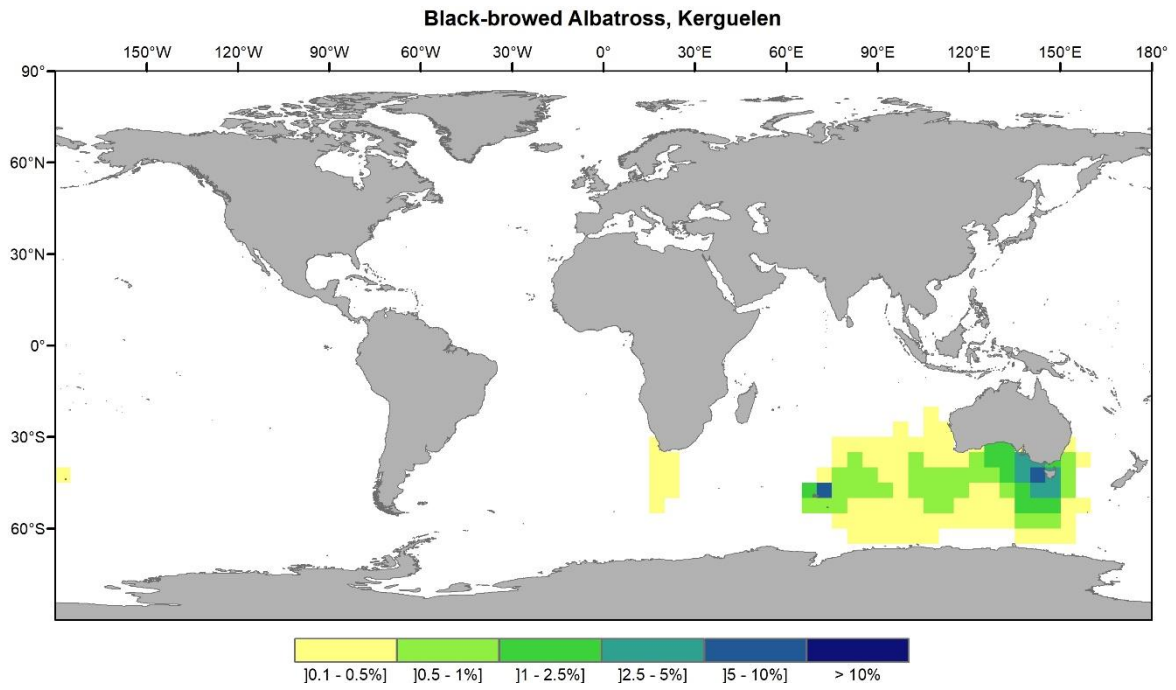 Black-browed Albatross, Kerguelen
150°W 120°W 90°W 60°W 30°W 0° 30°E 60°E 90°E 120°E 150°E 180°
90°
60°N
30°N
0°
30°S
60°S
]0.1 - 0.5%] ]0.5 - 1%] ]1 - 2.5%] ]2.5 - 5%] ]5 - 10%] > 10%